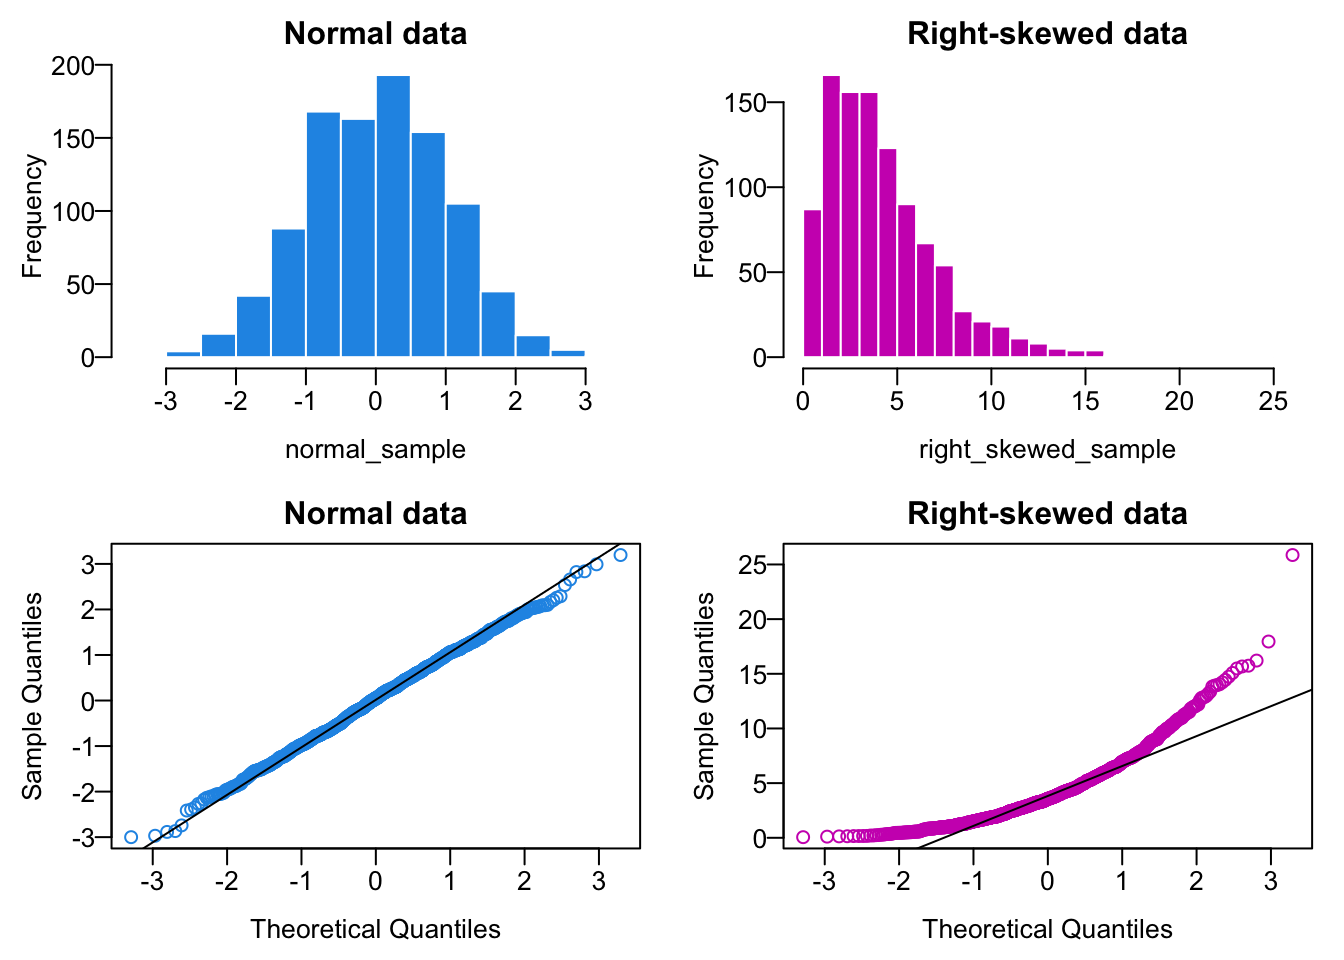 Normal data
Frequency
200
150
100
50
0
-3 -2 -1 0 1 2 3
normal_sample
Right-skewed data
Frequency
150
100
50
0
0 5 10 15 20 25
right_skewed_sample
Normal data
Sample Quantiles
3
2
1
0
-1
-2
-3
-3 -2 -1 0 1 2 3
Theoretical Quantiles
Right-skewed data
Sample Quantiles
25
20
15
10
5
0
-3 -2 -1 0 1 2 3
Theoretical Quantiles